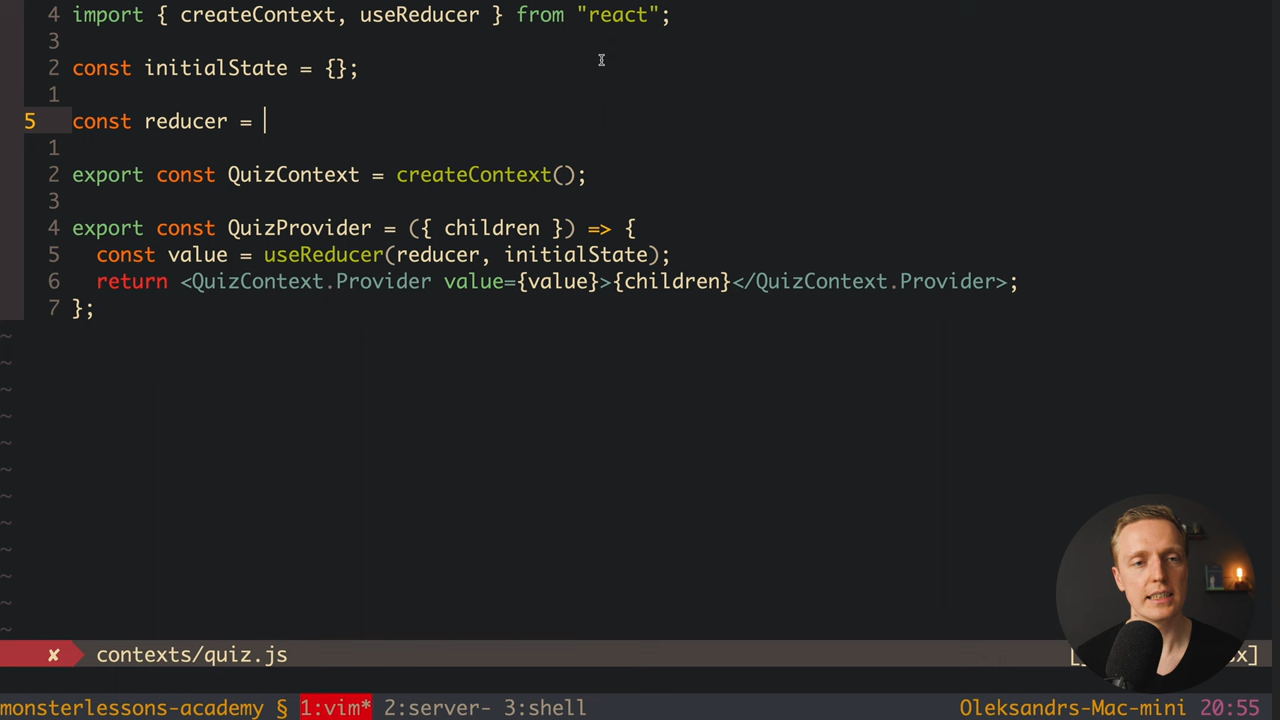 4 import { createContext, useReducer } from "react";
3
2 const initialState = {};
1
5 const reducer =
1
2 export const QuizContext = createContext();
3
4 export const QuizProvider = ({ children }) => {
5 const value = useReducer(reducer, initialState);
6 return <QuizContext.Provider value={value}>{children}</QuizContext.Provider>;
7 };
~
~
~
~
~
~
~
~
~
~
~
~
✘ contexts/quiz.js
monsterlessons-academy § 1:vim* 2:server- 3:shell Oleksandrs-Mac-mini 20:55